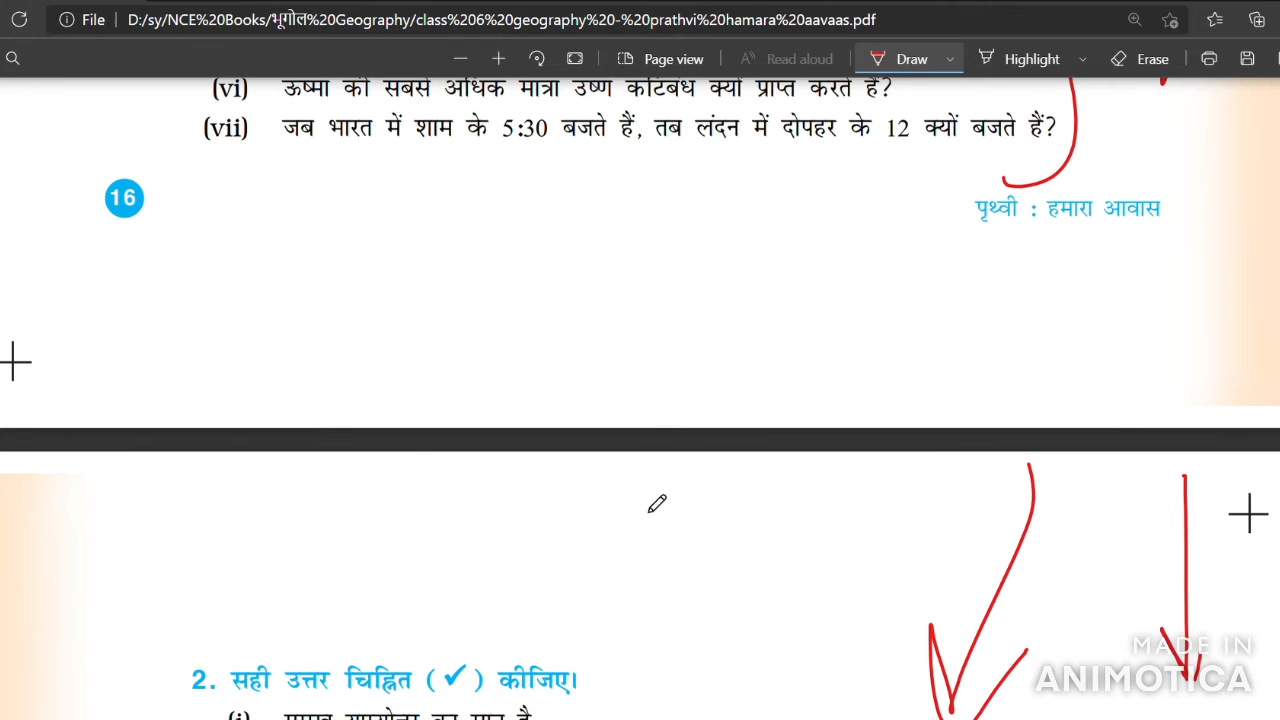 File D:/sy/NCE%20Books/भूगोल%20Geography/class%206%20geography%20-%20prathvi%20hamara%20aavaas.pdf
Page view Read aloud Draw Highlight Erase
(vi) ऊष्मा की सबसे अधिक मात्रा उष्ण कटिबंध क्यों प्राप्त करते हैं?
(vii) जब भारत में शाम के 5:30 बजते हैं, तब लंदन में दोपहर के 12 क्यों बजते हैं?
16
पृथ्वी : हमारा आवास
2. सही उत्तर चिह्नित (✓) कीजिए।
(i)
MADE IN
ANIMOTICA